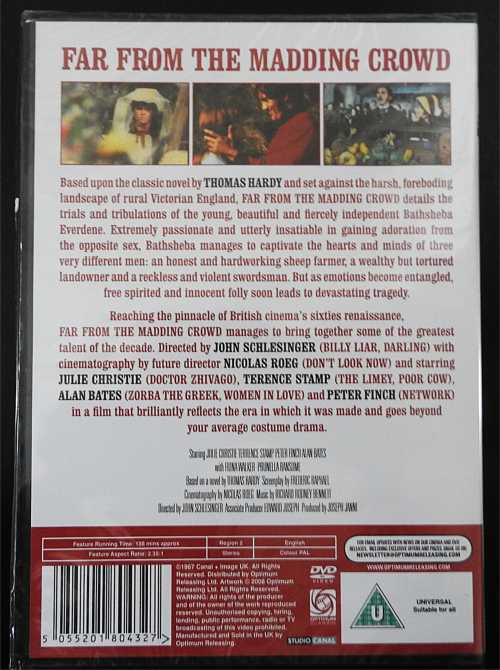 FAR FROM THE MADDING CROWD
Based upon the classic novel by THOMAS HARDY and set against the harsh, foreboding
landscape of rural Victorian England, FAR FROM THE MADDING CROWD details the
trials and tribulations of the young, beautiful and fiercely independent Bathsheba
Everdene. Extremely passionate and utterly insatiable in gaining adoration from
the opposite sex, Bathsheba manages to captivate the hearts and minds of three
very different men: an honest and hardworking sheep farmer, a wealthy but tortured
landowner and a reckless and violent swordsman. But as emotions become entangled,
free spirited and innocent folly soon leads to devastating tragedy.
Reaching the pinnacle of British cinema's sixties renaissance,
FAR FROM THE MADDING CROWD manages to bring together some of the greatest
talent of the decade. Directed by JOHN SCHLESINGER (BILLY LIAR, DARLING) with
cinematography by future director NICOLAS ROEG (DON'T LOOK NOW) and starring
JULIE CHRISTIE (DOCTOR ZHIVAGO), TERENCE STAMP (THE LIMEY, POOR COW),
ALAN BATES (ZORBA THE GREEK, WOMEN IN LOVE) and PETER FINCH (NETWORK)
in a film that brilliantly reflects the era in which it was made and goes beyond
your average costume drama.
Starring JULIE CHRISTIE TERRENCE STAMP PETER FINCH ALAN BATES
with FIONA WALKER PRUNELLA RANSOME
Based on a novel by THOMAS HARDY Screenplay by FREDERIC RAPHAEL
Cinematography by NICOLAS ROEG Music by RICHARD RODNEY BENNETT
Directed by JOHN SCHLESINGER Associate Producer EDWARD JOSEPH Produced by JOSEPH JANNI
Feature Running Time: 158 mins approx Region 2 English
Feature Aspect Ratio: 2.35:1 Stereo Colour PAL
FOR EMAIL UPDATES WITH NEWS ON OUR CINEMA AND DVD
RELEASES, INCLUDING EXCLUSIVE OFFERS AND PRIZES, EMAIL US ON:
NEWSLETTER@OPTIMUMRELEASING.COM
WWW.OPTIMUMRELEASING.COM
©1967 Canal + Image UK. All Rights
Reserved. Distributed by Optimum
Releasing Ltd. Artwork © 2008 Optimum
Releasing Ltd. All Rights Reserved.
WARNING: All rights of the producer
and of the owner of the work reproduced
reserved. Unauthorised copying, hiring,
lending, public performance, radio or TV
broadcasting of this video prohibited.
Manufactured and Sold in the UK by
Optimum Releasing.
5 055201 804327 >
DVD
VIDEO
OPTIMUM
CLASSIC
STUDIO CANAL
U
UNIVERSAL
Suitable for all